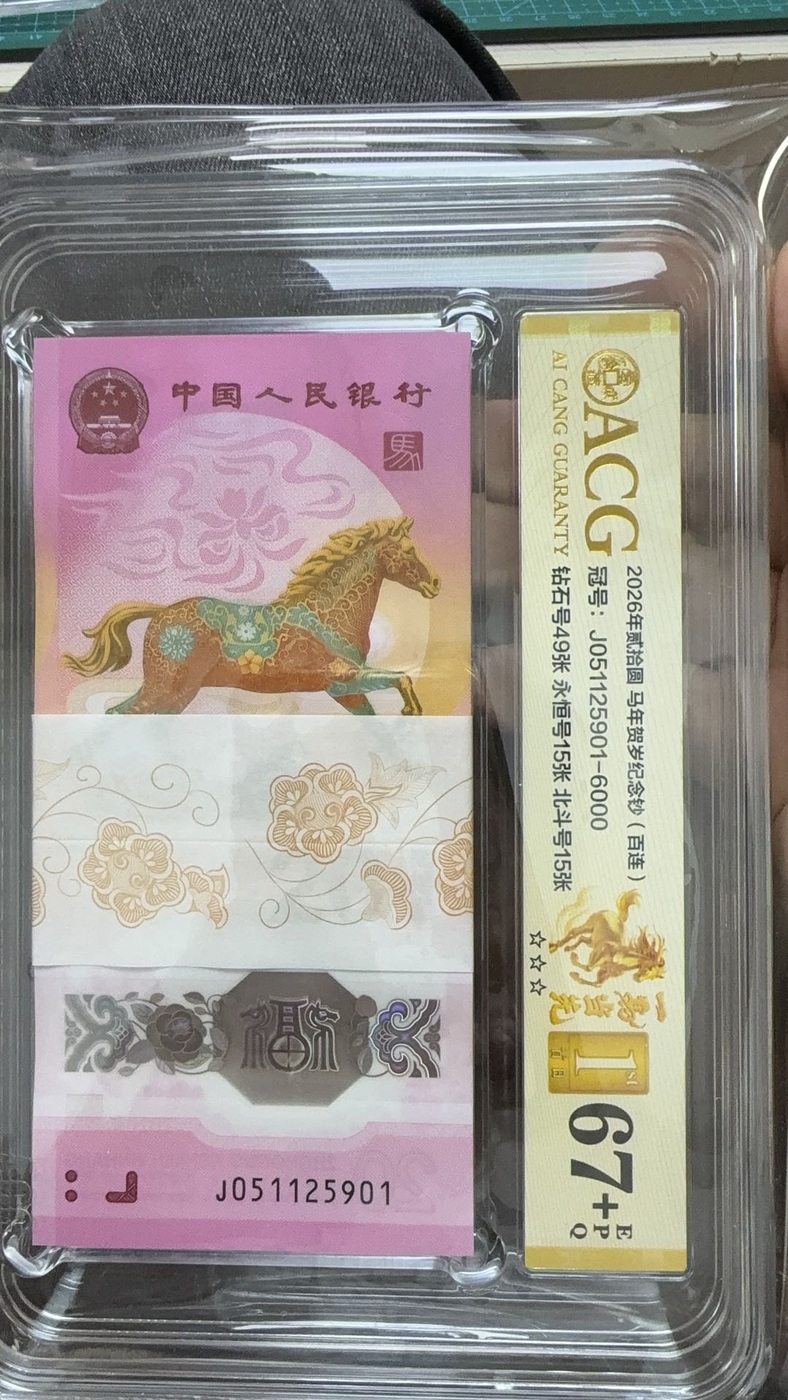 中国人民银行
馬
J051125901
ACG
AI CANG GUARANTY
2026年贰拾圆 马年贺岁纪念钞（百连）
冠号：J051125901-6000
钻石号49张 永恒号15张 北斗号15张
☆☆☆
一马当先
1st
首日
67+
EPQ